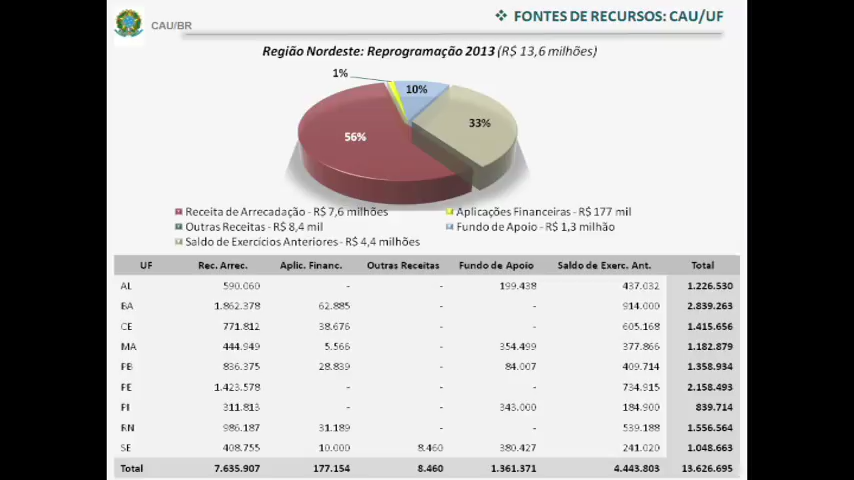 CAU/BR
❖ FONTES DE RECURSOS: CAU/UF
Região Nordeste: Reprogramação 2013 (R$ 13,6 milhões)
1%
10%
33%
56%
Receita de Arrecadação - R$ 7,6 milhões
Aplicações Financeiras - R$ 177 mil
Outras Receitas - R$ 8,4 mil
Fundo de Apoio - R$ 1,3 milhão
Saldo de Exercícios Anteriores - R$ 4,4 milhões
UF Rec. Arrec. Aplic. Financ. Outras Receitas Fundo de Apoio Saldo de Exerc. Ant. Total
AL 590.060 - - 199.438 437.032 1.226.530
BA 1.862.378 62.885 - - 914.000 2.839.263
CE 771.812 38.676 - - 605.168 1.415.656
MA 444.949 5.566 - 354.499 377.866 1.182.879
PB 836.375 28.839 - 84.007 409.714 1.358.934
PE 1.423.578 - - - 734.915 2.158.493
PI 311.813 - - 343.000 184.900 839.714
RN 986.187 31.189 - - 539.188 1.556.564
SE 408.755 10.000 8.460 380.427 241.020 1.048.663
Total 7.635.907 177.154 8.460 1.361.371 4.443.803 13.626.695